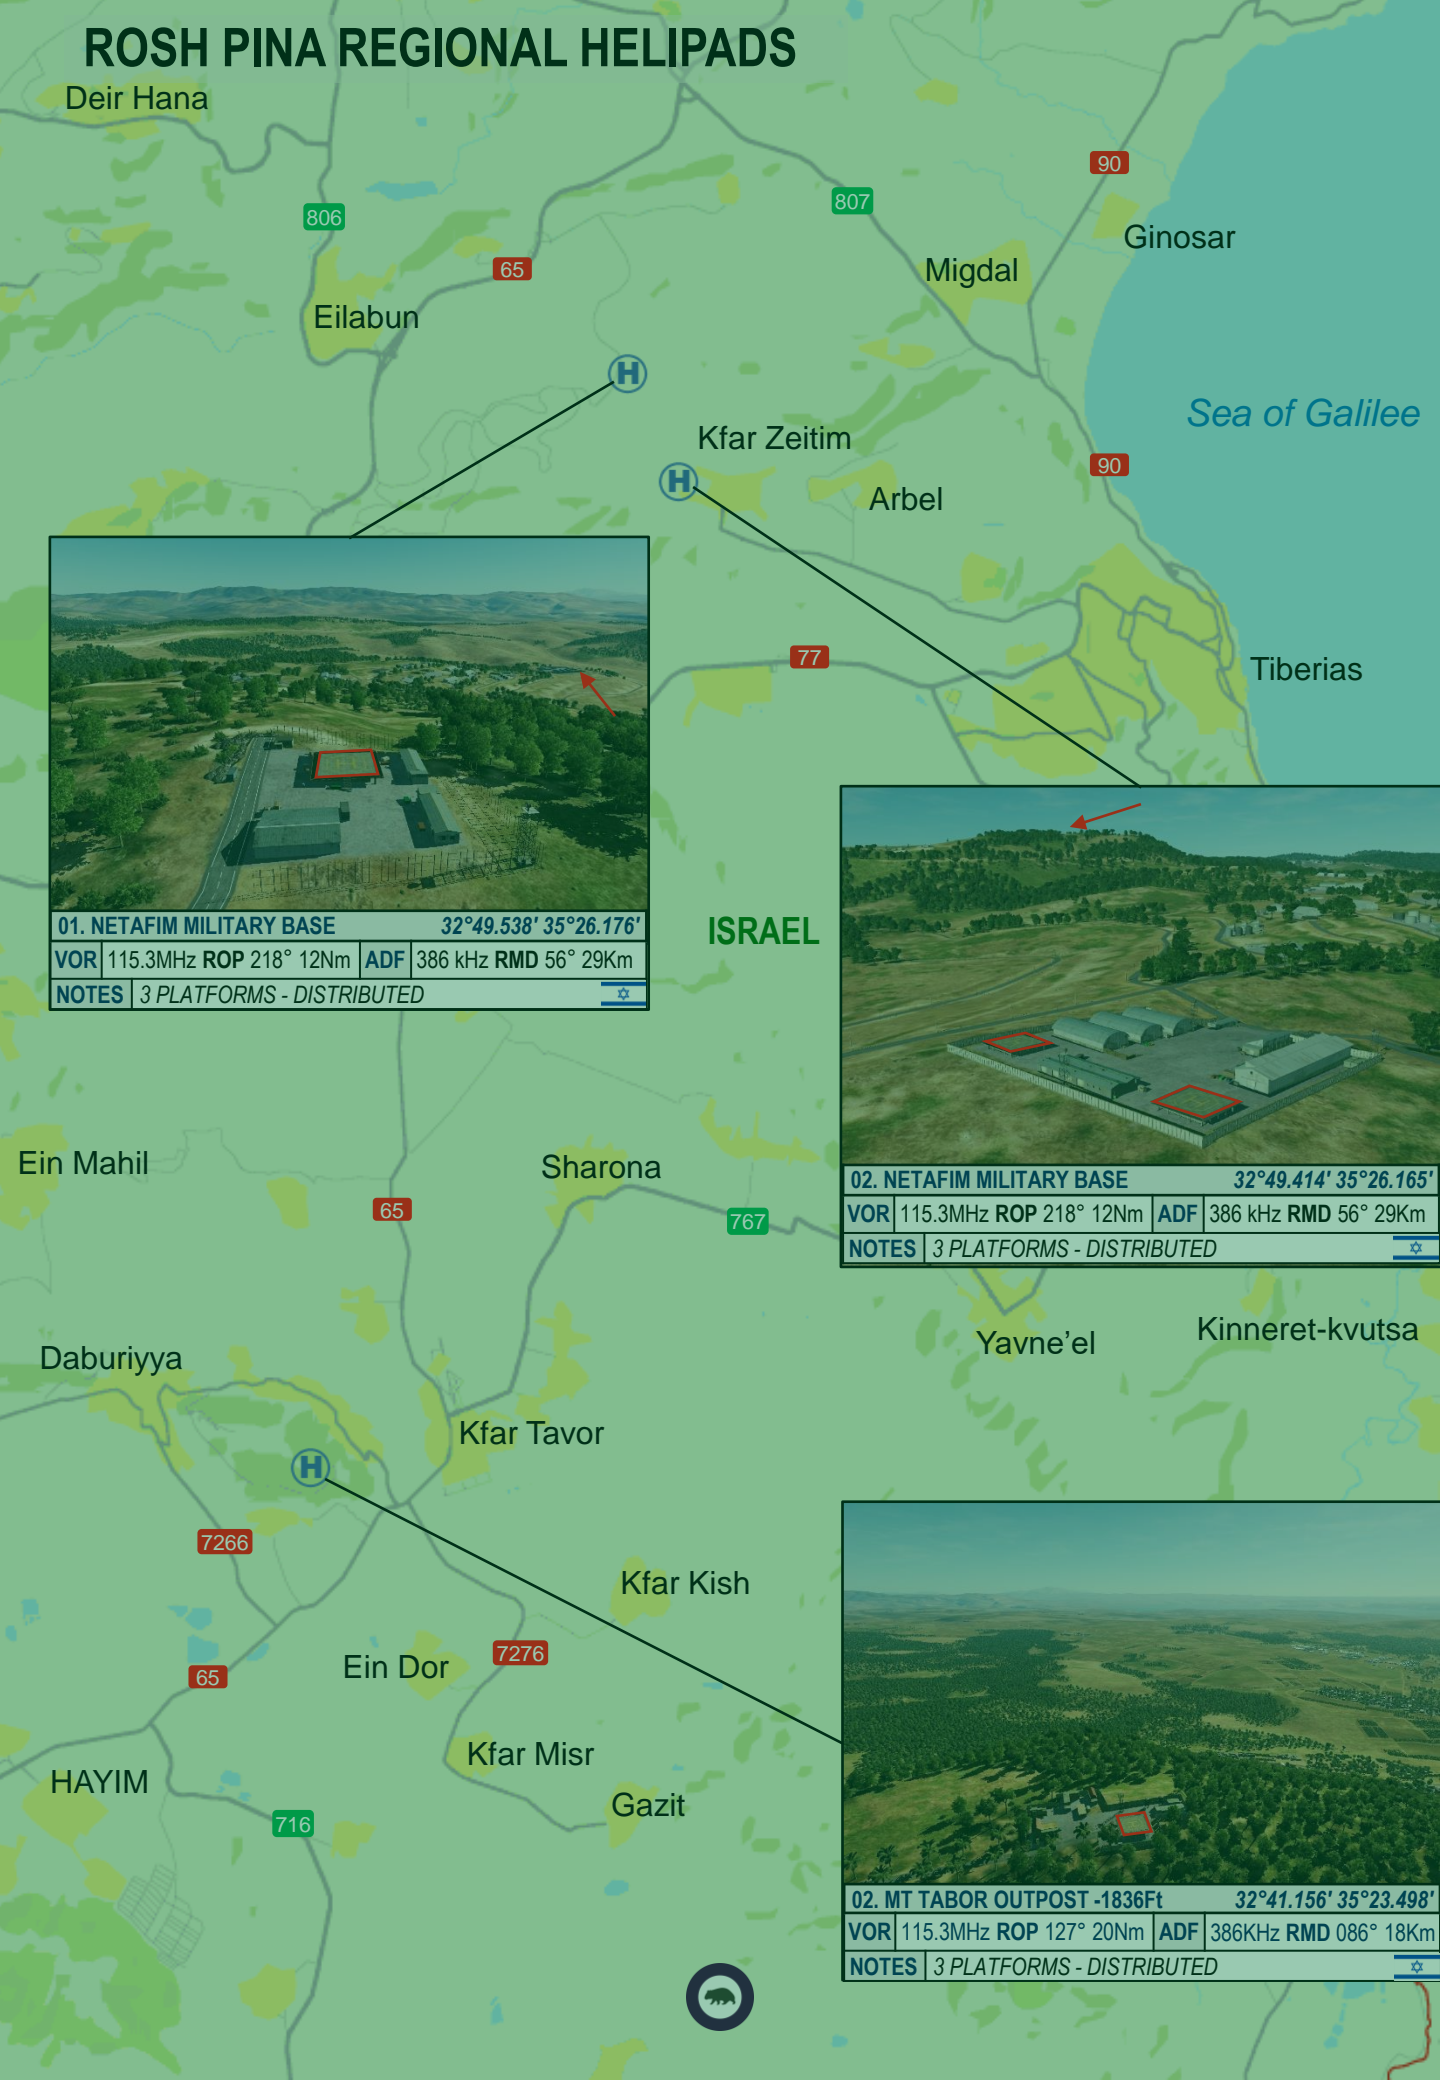 ROSH PINA REGIONAL HELIPADS
Deir Hana
90
806
807
Ginosar
65
Migdal
Eilabun
H
Sea of Galilee
Kfar Zeitim
90
H
Arbel
77
Tiberias
01. NETAFIM MILITARY BASE 32°49.538' 35°26.176'
VOR 115.3MHz ROP 218° 12Nm ADF 386 kHz RMD 56° 29Km
NOTES 3 PLATFORMS - DISTRIBUTED
ISRAEL
Ein Mahil
Sharona
65
767
02. NETAFIM MILITARY BASE 32°49.414' 35°26.165'
VOR 115.3MHz ROP 218° 12Nm ADF 386 kHz RMD 56° 29Km
NOTES 3 PLATFORMS - DISTRIBUTED
Yavne’el
Kinneret-kvutsa
Daburiyya
Kfar Tavor
H
7266
Kfar Kish
7276
Ein Dor
65
Kfar Misr
HAYIM
Gazit
716
02. MT TABOR OUTPOST -1836Ft 32°41.156' 35°23.498'
VOR 115.3MHz ROP 127° 20Nm ADF 386KHz RMD 086° 18Km
NOTES 3 PLATFORMS - DISTRIBUTED